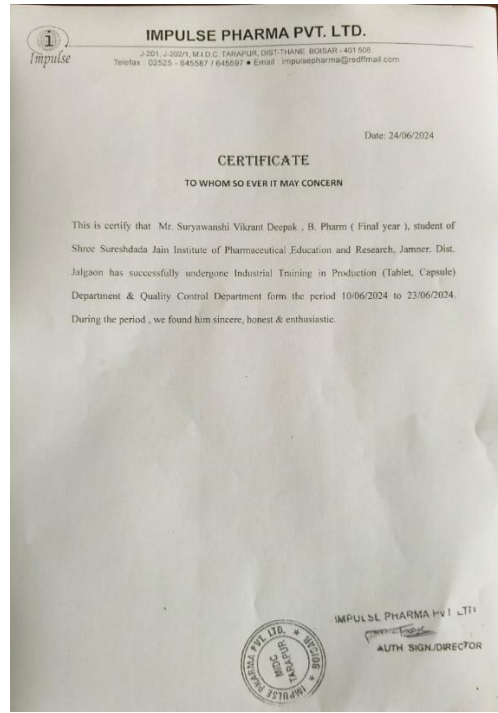 i
Impulse
IMPULSE PHARMA PVT. LTD.
J-201, J-202/1, M.I.D.C. TARAPUR, DIST-THANE. BOISAR - 401 506.
Telefax : 02525 - 645587 / 645597 ● Email : impulsepharma@rediffmail.com
Date: 24/06/2024
CERTIFICATE
TO WHOM SO EVER IT MAY CONCERN
This is certify that Mr. Suryawanshi Vikrant Deepak , B. Pharm ( Final year ), student of
Shree Sureshdada Jain Institute of Pharmaceutical Education and Research, Jamner. Dist.
Jalgaon has successfully undergone Industrial Training in Production (Tablet, Capsule)
Department & Quality Control Department form the period 10/06/2024 to 23/06/2024.
During the period , we found him sincere, honest & enthusiastic.
IMPULSE PHARMA PVT LTD
AUTH SIGN./DIRECTOR
IMPULSE PHARMA PVT. LTD. * BOISAR *
MIDC
TARAPUR